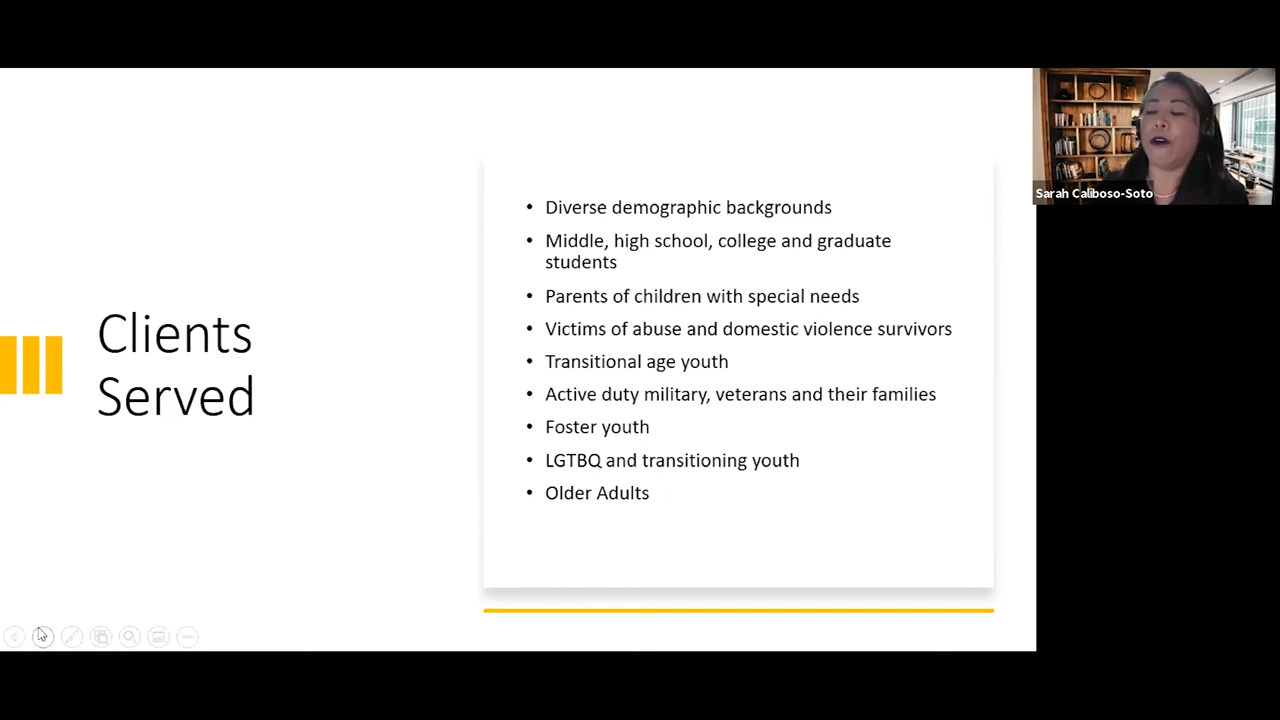 Clients
Served
• Diverse demographic backgrounds
• Middle, high school, college and graduate
students
• Parents of children with special needs
• Victims of abuse and domestic violence survivors
• Transitional age youth
• Active duty military, veterans and their families
• Foster youth
• LGTBQ and transitioning youth
• Older Adults
Sarah Caliboso-Soto